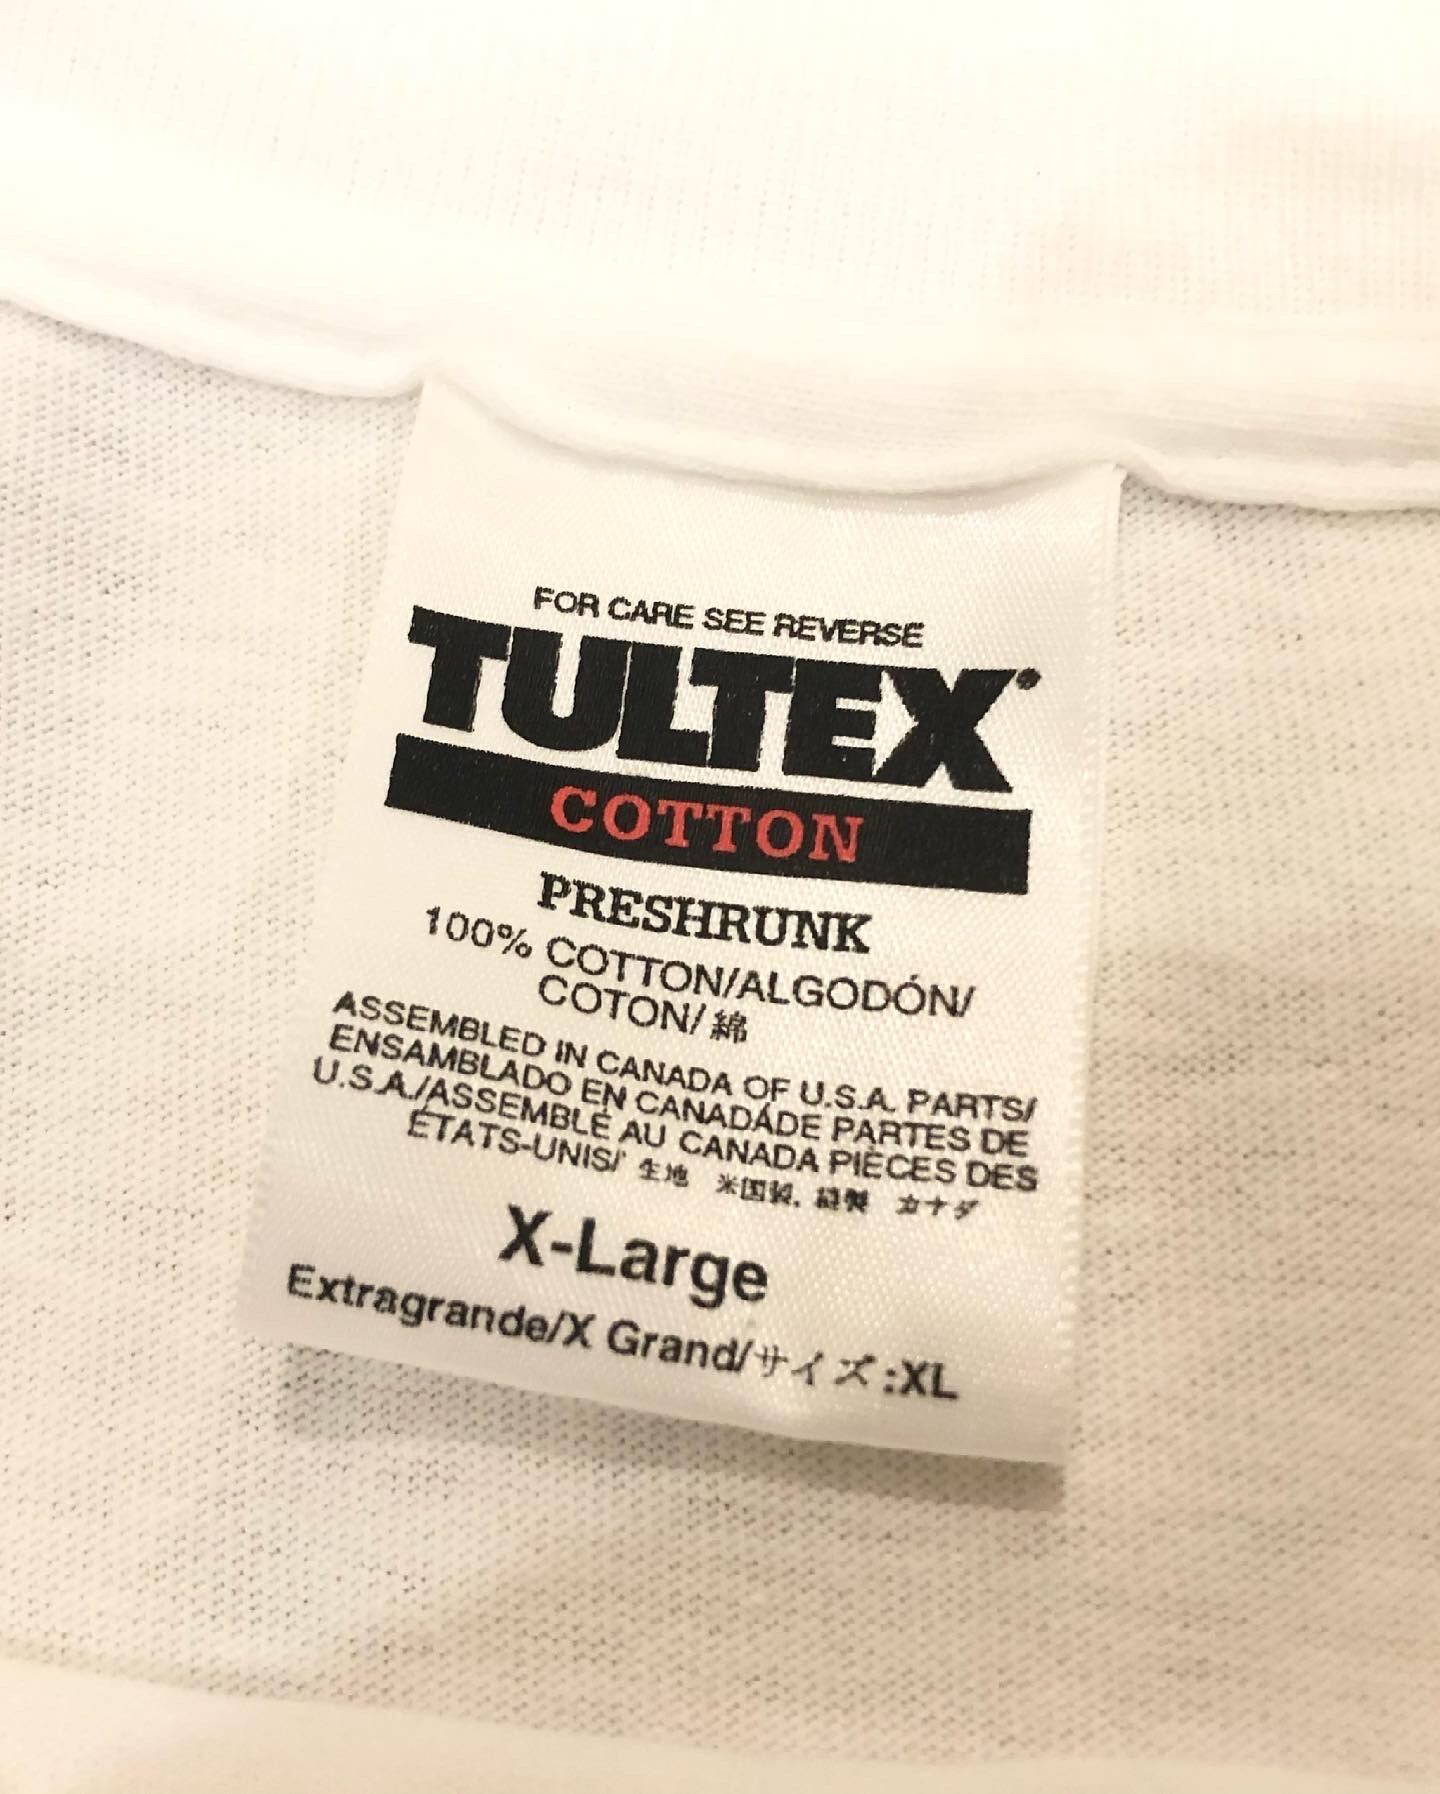 FOR CARE SEE REVERSE
TULTEX®
COTTON
PRESHRUNK
100% COTTON/ALGODÓN/
COTON/綿
ASSEMBLED IN CANADA OF U.S.A. PARTS/
ENSAMBLADO EN CANADÁDE PARTES DE
U.S.A./ASSEMBLÉ AU CANADA PIÈCES DES
ÉTATS-UNIS/ 生地 米国製, 縫製 カナダ
X-Large
Extragrande/X Grand/サイズ:XL